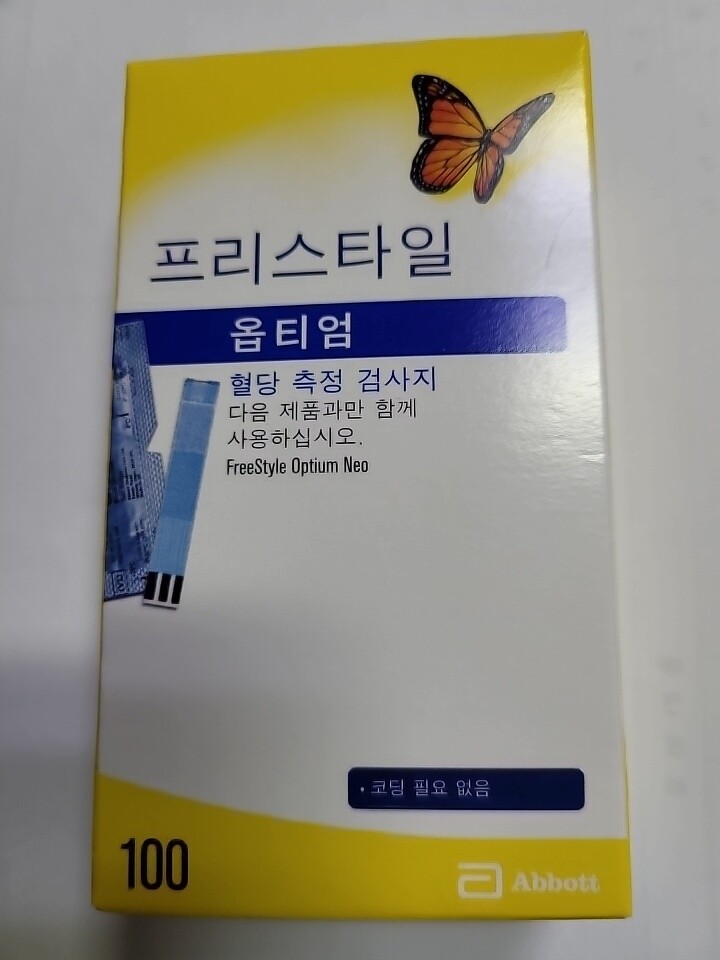 프리스타일
옵티엄
혈당 측정 검사지
다음 제품과만 함께
사용하십시오.
FreeStyle Optium Neo
• 코딩 필요 없음
100
Abbott